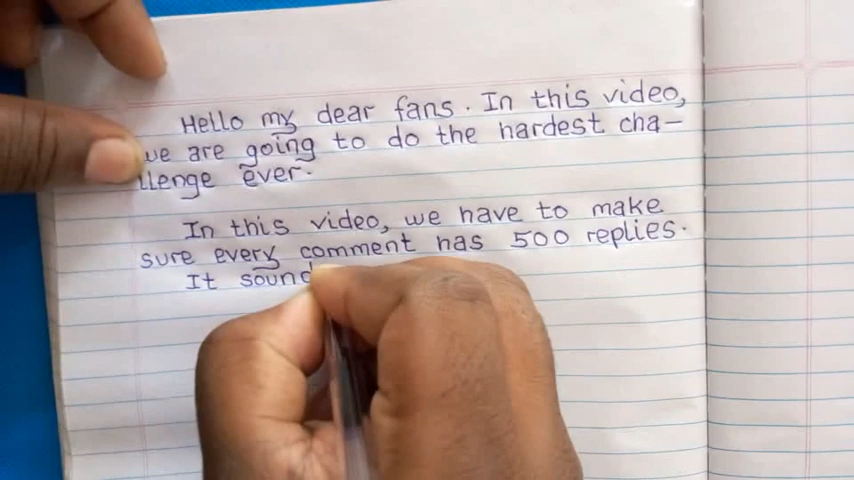 Hello my dear fans. In this video,
we are going to do the hardest cha-
llenge ever.
In this video, we have to make
sure every comment has 500 replies.
It sound